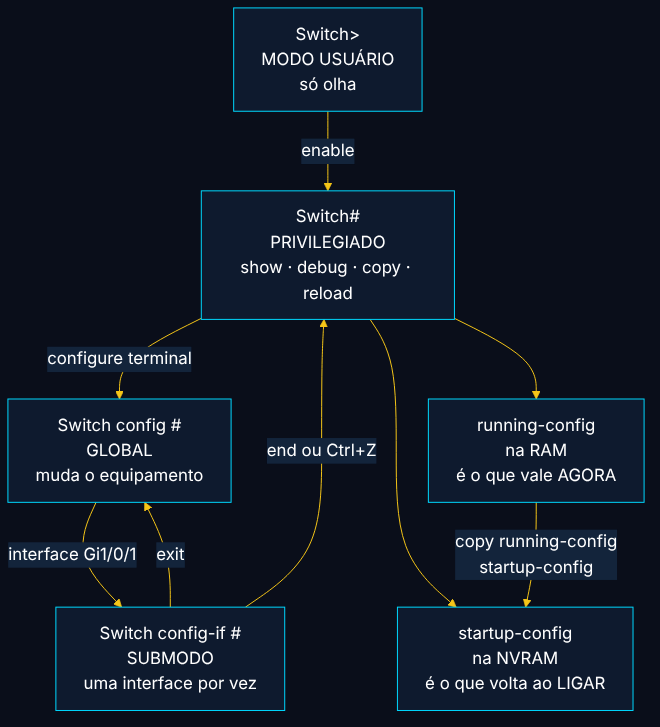 Switch>
MODO USUÁRIO
só olha
enable
Switch#
PRIVILEGIADO
show · debug · copy ·
reload
configure terminal
Switch config #
GLOBAL
muda o equipamento
end ou Ctrl+Z
running-config
na RAM
é o que vale AGORA
interface Gi1/0/1
exit
copy running-config
startup-config
Switch config-if #
SUBMODO
uma interface por vez
startup-config
na NVRAM
é o que volta ao LIGAR